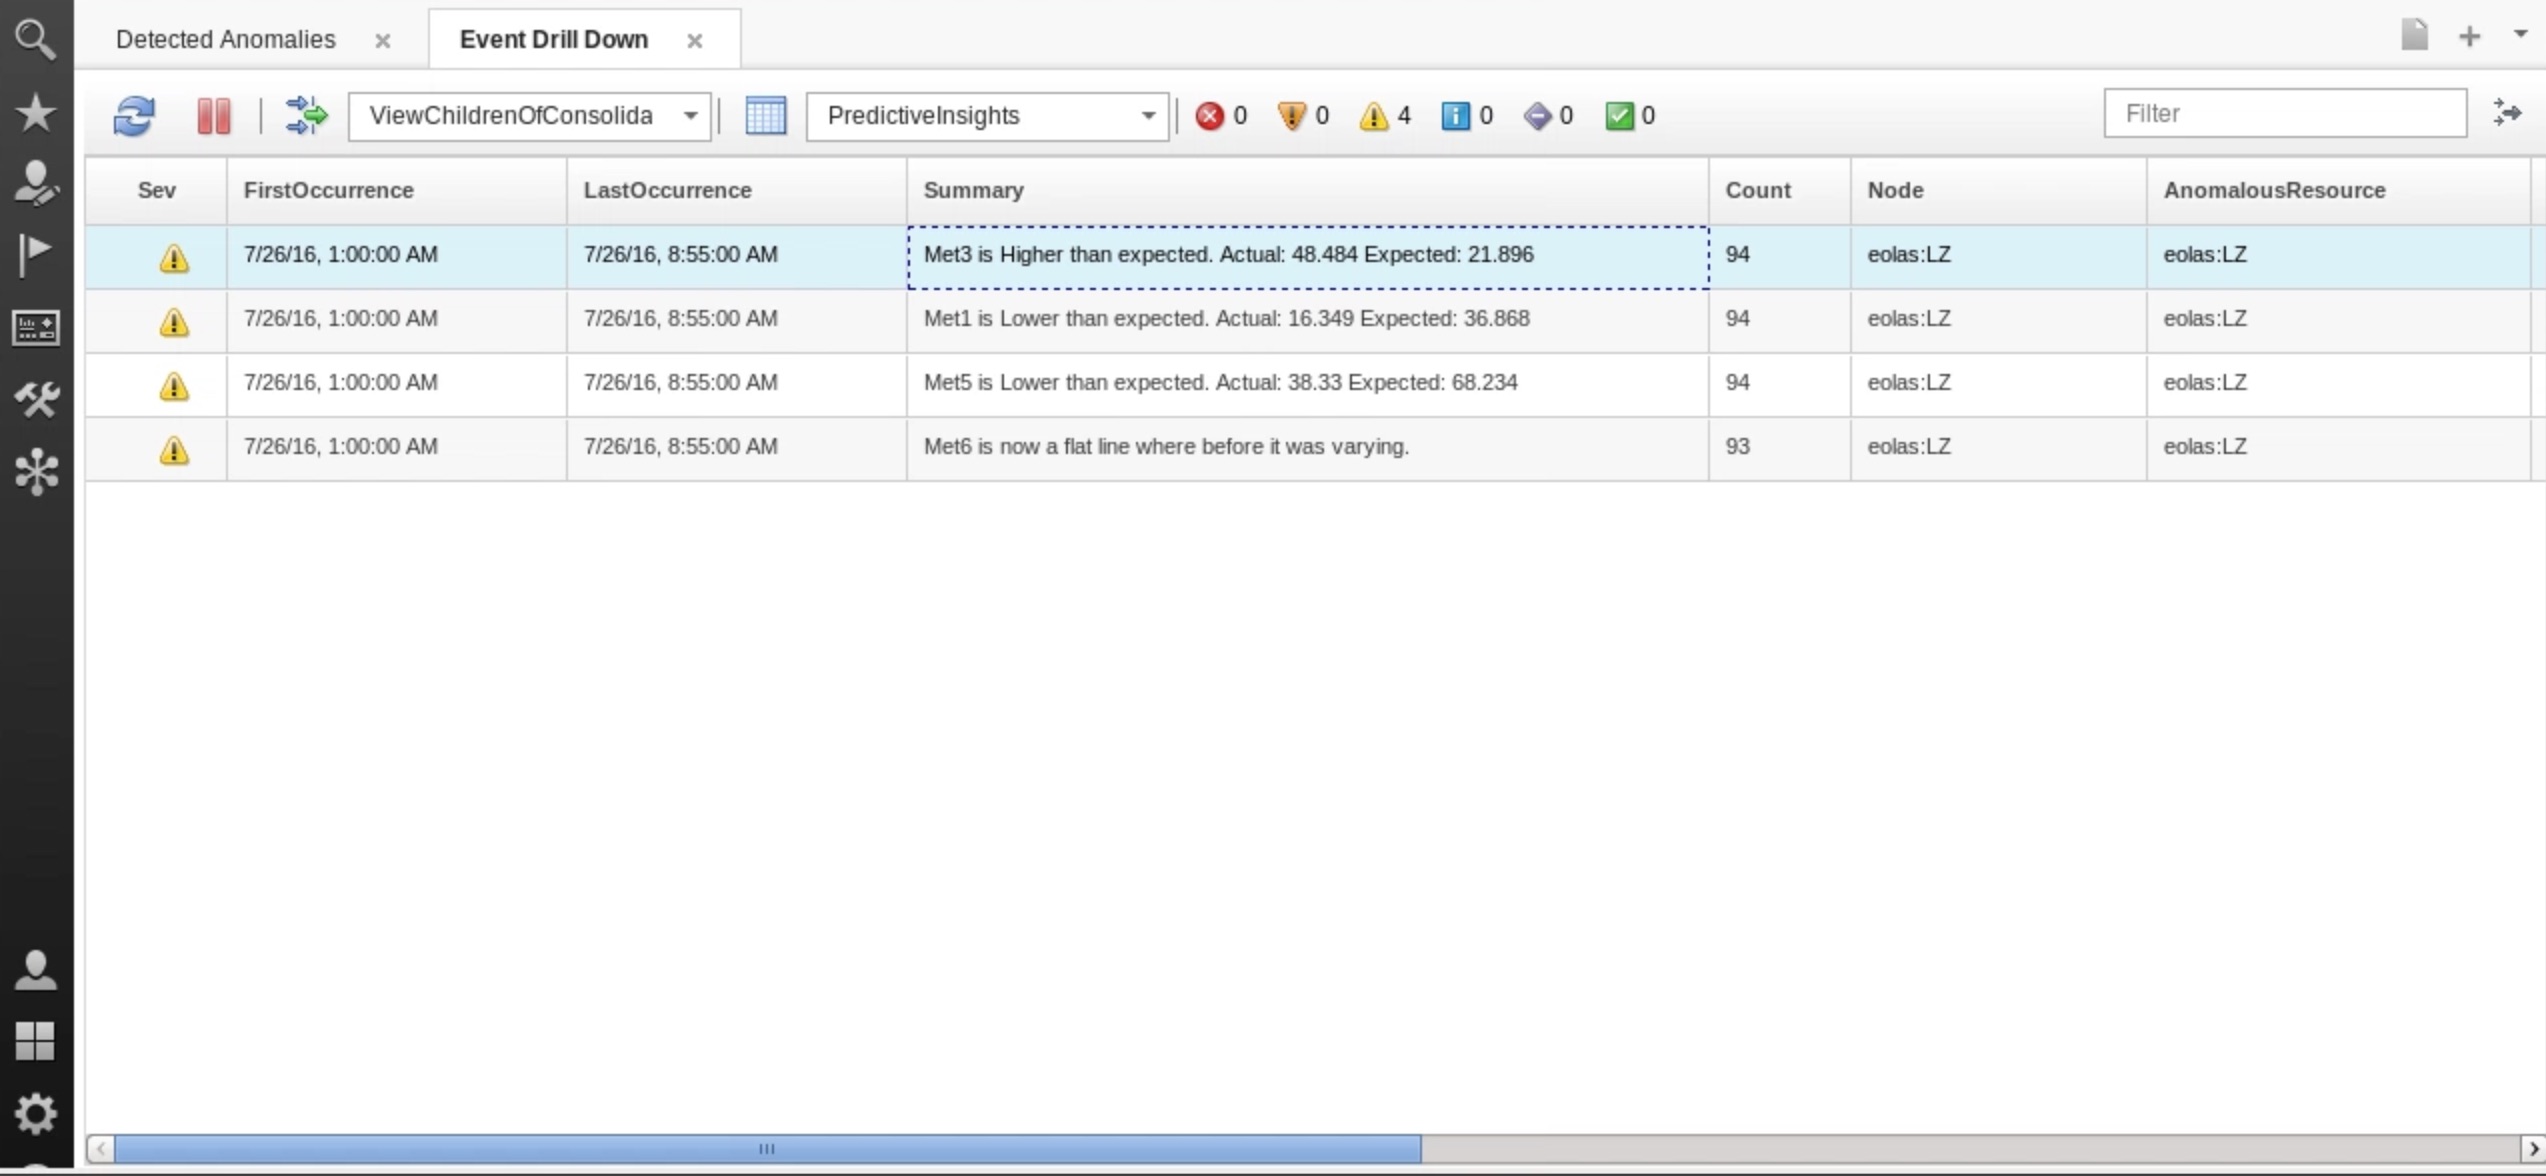 Detected Anomalies
Event Drill Down
ViewChildrenOfConsolida PredictiveInsights 0 0 4 0 0 0 Filter
Sev FirstOccurrence LastOccurrence Summary Count Node AnomalousResource
7/26/16, 1:00:00 AM 7/26/16, 8:55:00 AM Met3 is Higher than expected. Actual: 48.484 Expected: 21.896 94 eolas:LZ eolas:LZ
7/26/16, 1:00:00 AM 7/26/16, 8:55:00 AM Met1 is Lower than expected. Actual: 16.349 Expected: 36.868 94 eolas:LZ eolas:LZ
7/26/16, 1:00:00 AM 7/26/16, 8:55:00 AM Met5 is Lower than expected. Actual: 38.33 Expected: 68.234 94 eolas:LZ eolas:LZ
7/26/16, 1:00:00 AM 7/26/16, 8:55:00 AM Met6 is now a flat line where before it was varying. 93 eolas:LZ eolas:LZ